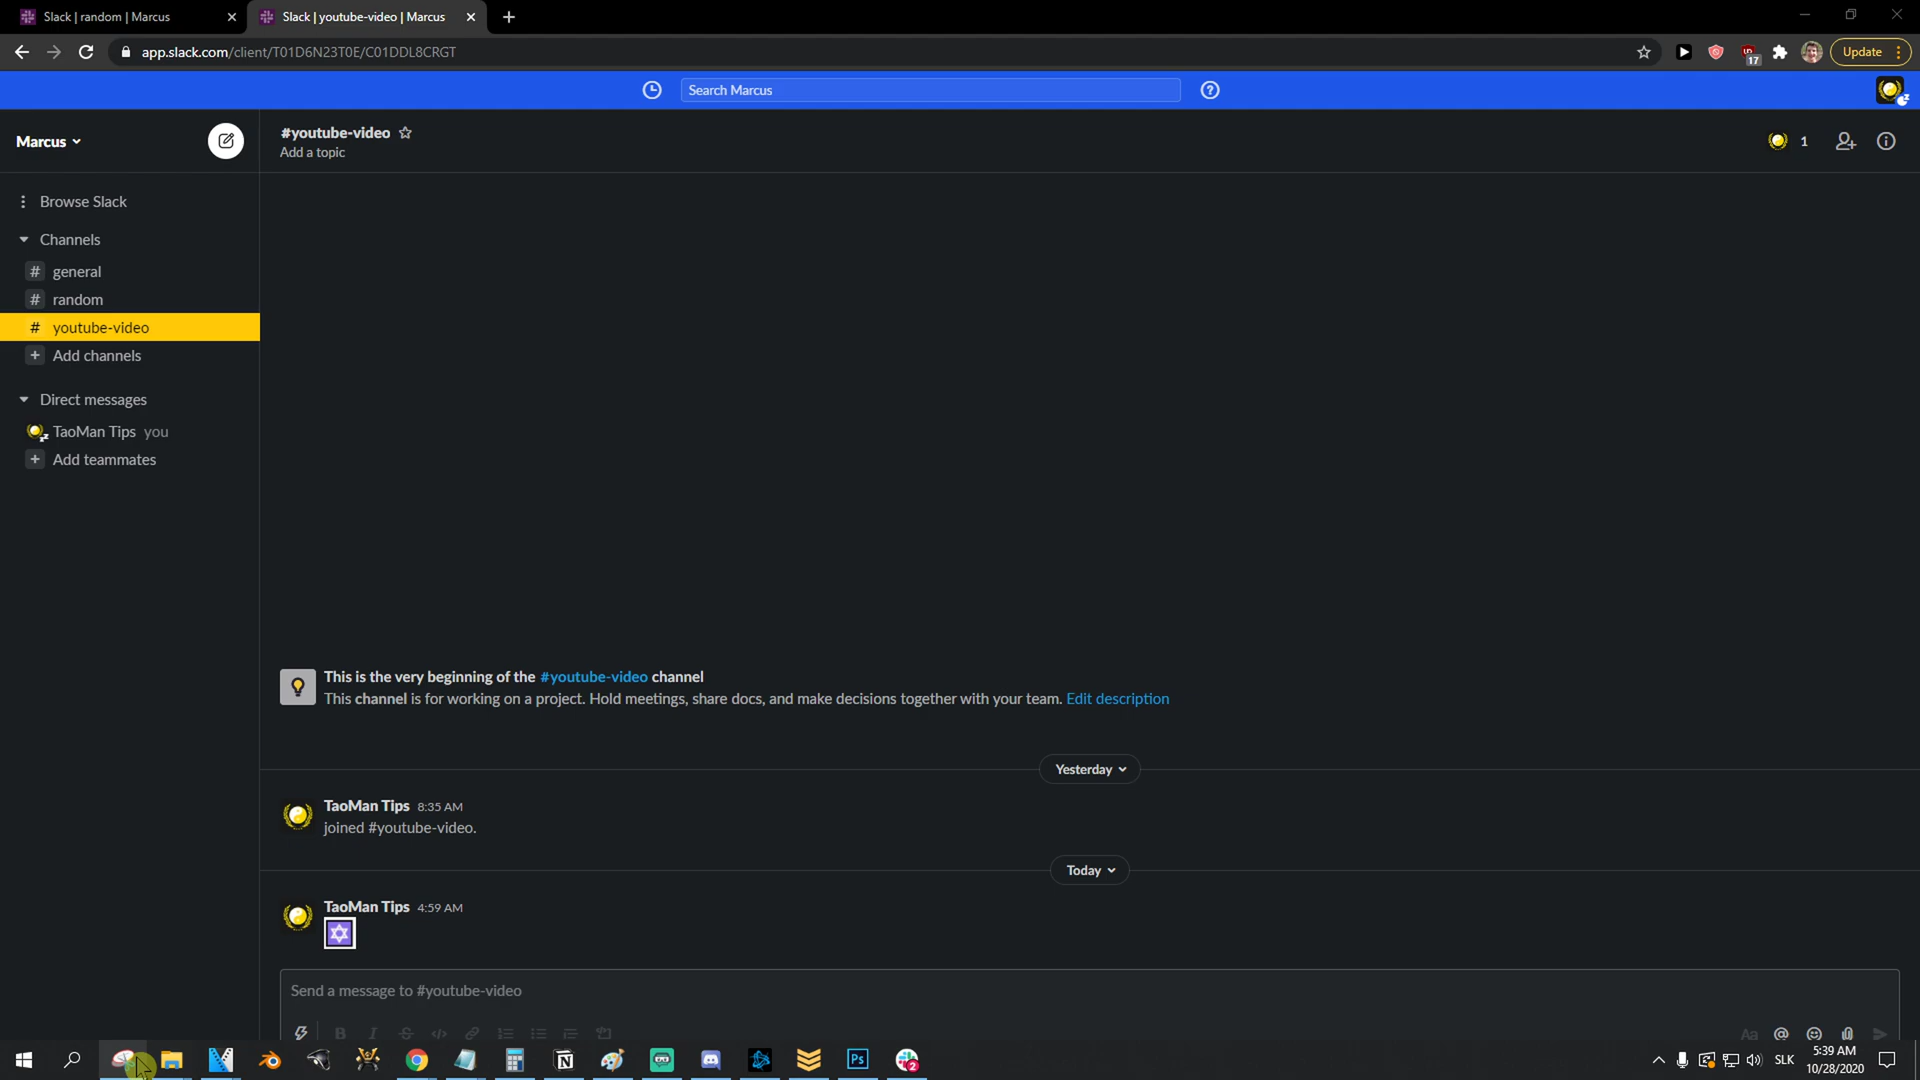 Slack | random | Marcus
Slack | youtube-video | Marcus
app.slack.com/client/T01D6N23T0E/C01DDL8CRGT
17
Update
Search Marcus
Marcus
#youtube-video
Add a topic
1
Browse Slack
Channels
# general
# random
# youtube-video
+ Add channels
Direct messages
TaoMan Tips you
+ Add teammates
This is the very beginning of the #youtube-video channel
This channel is for working on a project. Hold meetings, share docs, and make decisions together with your team. Edit description
Yesterday
TaoMan Tips 8:35 AM
joined #youtube-video.
Today
TaoMan Tips 4:59 AM
Send a message to #youtube-video
B I S Aa @
N Ps 2 SLK
5:39 AM
10/28/2020